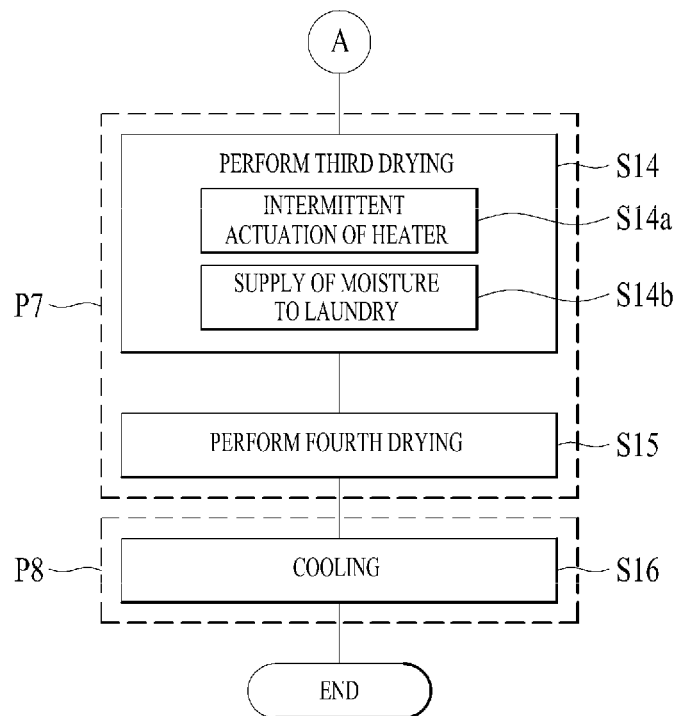 A
PERFORM THIRD DRYING
S14
INTERMITTENT
ACTUATION OF HEATER
S14a
SUPPLY OF MOISTURE
TO LAUNDRY
S14b
P7
PERFORM FOURTH DRYING
S15
P8
COOLING
S16
END